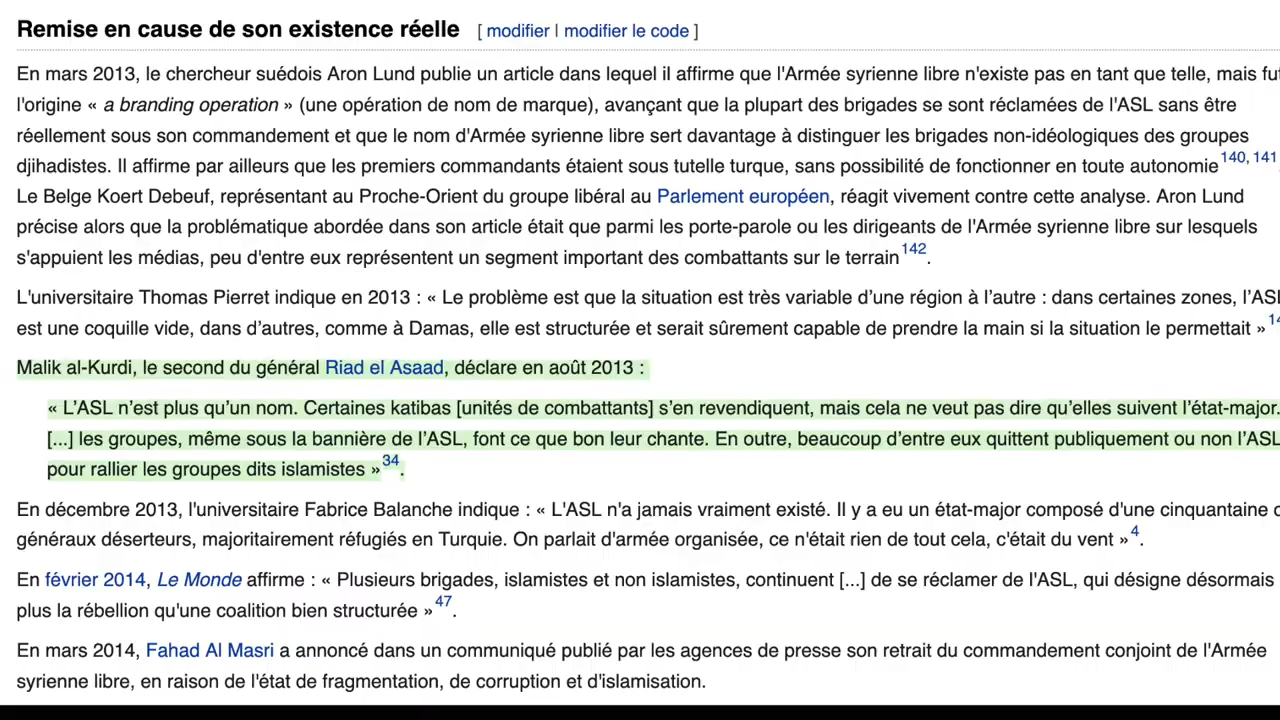 Remise en cause de son existence réelle [ modifier | modifier le code ]
En mars 2013, le chercheur suédois Aron Lund publie un article dans lequel il affirme que l'Armée syrienne libre n'existe pas en tant que telle, mais fut
l'origine « a branding operation » (une opération de nom de marque), avançant que la plupart des brigades se sont réclamées de l'ASL sans être
réellement sous son commandement et que le nom d'Armée syrienne libre sert davantage à distinguer les brigades non-idéologiques des groupes
djihadistes. Il affirme par ailleurs que les premiers commandants étaient sous tutelle turque, sans possibilité de fonctionner en toute autonomie140, 141.
Le Belge Koert Debeuf, représentant au Proche-Orient du groupe libéral au Parlement européen, réagit vivement contre cette analyse. Aron Lund
précise alors que la problématique abordée dans son article était que parmi les porte-parole ou les dirigeants de l'Armée syrienne libre sur lesquels
s'appuient les médias, peu d'entre eux représentent un segment important des combattants sur le terrain142.
L'universitaire Thomas Pierret indique en 2013 : « Le problème est que la situation est très variable d’une région à l’autre : dans certaines zones, l’ASL
est une coquille vide, dans d’autres, comme à Damas, elle est structurée et serait sûrement capable de prendre la main si la situation le permettait »
Malik al-Kurdi, le second du général Riad el Asaad, déclare en août 2013 :
« L’ASL n’est plus qu’un nom. Certaines katibas [unités de combattants] s’en revendiquent, mais cela ne veut pas dire qu’elles suivent l’état-major.
[...] les groupes, même sous la bannière de l’ASL, font ce que bon leur chante. En outre, beaucoup d’entre eux quittent publiquement ou non l’ASL
pour rallier les groupes dits islamistes »34.
En décembre 2013, l'universitaire Fabrice Balanche indique : « L'ASL n'a jamais vraiment existé. Il y a eu un état-major composé d'une cinquantaine
généraux déserteurs, majoritairement réfugiés en Turquie. On parlait d'armée organisée, ce n'était rien de tout cela, c'était du vent »4.
En février 2014, Le Monde affirme : « Plusieurs brigades, islamistes et non islamistes, continuent [...] de se réclamer de l'ASL, qui désigne désormais
plus la rébellion qu'une coalition bien structurée »47.
En mars 2014, Fahad Al Masri a annoncé dans un communiqué publié par les agences de presse son retrait du commandement conjoint de l'Armée
syrienne libre, en raison de l'état de fragmentation, de corruption et d'islamisation.